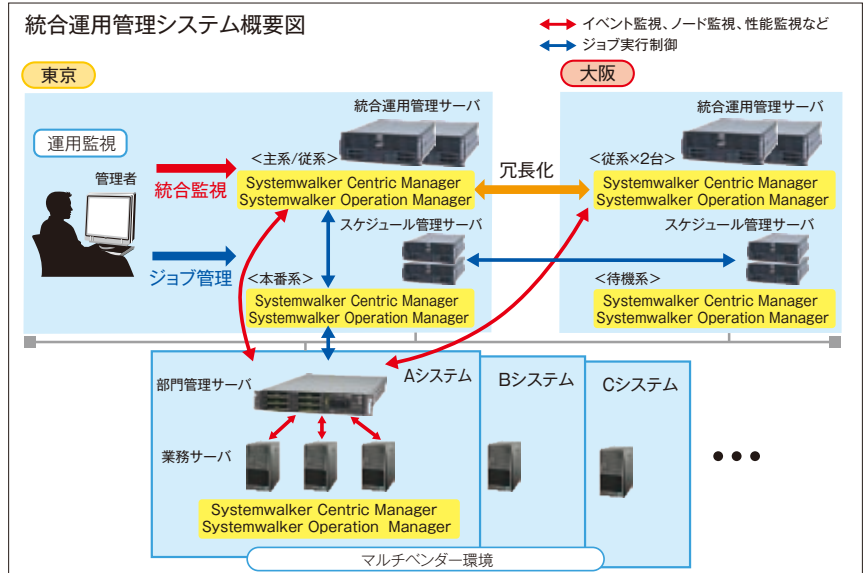 統合運用管理システム概要図
イベント監視、ノード監視、性能監視など
ジョブ実行制御
東京
大阪
運用監視
管理者
統合監視
ジョブ管理
統合運用管理サーバ
<主系/従系>
Systemwalker Centric Manager
Systemwalker Operation Manager
冗長化
統合運用管理サーバ
<従系×2台>
Systemwalker Centric Manager
Systemwalker Operation Manager
スケジュール管理サーバ
<本番系>
Systemwalker Centric Manager
Systemwalker Operation Manager
スケジュール管理サーバ
<待機系>
Systemwalker Centric Manager
Systemwalker Operation Manager
部門管理サーバ
Aシステム
Bシステム
Cシステム
業務サーバ
Systemwalker Centric Manager
Systemwalker Operation Manager
マルチベンダー環境